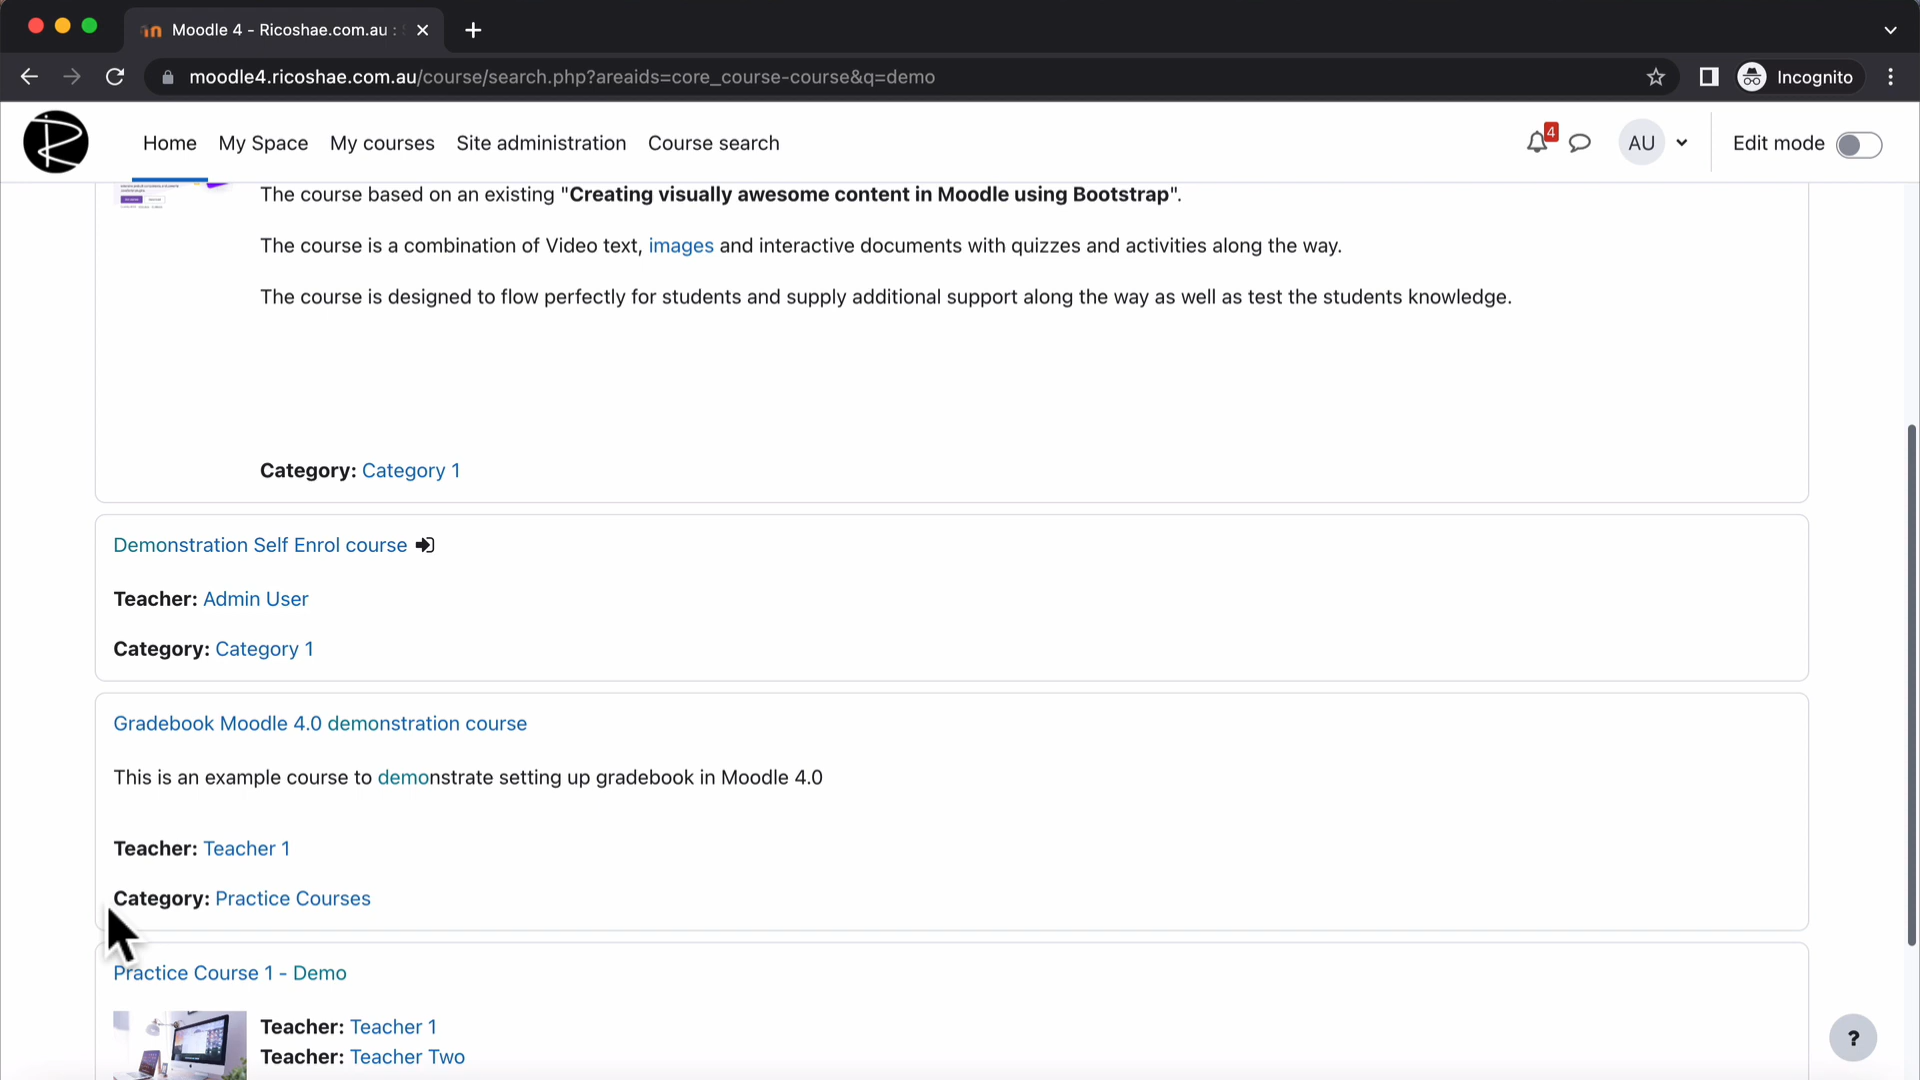 Moodle 4 - Ricoshae.com.au :
moodle4.ricoshae.com.au/course/search.php?areaids=core_course-course&q=demo
Incognito
Home My Space My courses Site administration Course search
4
AU
Edit mode
The course based on an existing "Creating visually awesome content in Moodle using Bootstrap".
The course is a combination of Video text, images and interactive documents with quizzes and activities along the way.
The course is designed to flow perfectly for students and supply additional support along the way as well as test the students knowledge.
Category: Category 1
Demonstration Self Enrol course
Teacher: Admin User
Category: Category 1
Gradebook Moodle 4.0 demonstration course
This is an example course to demonstrate setting up gradebook in Moodle 4.0
Teacher: Teacher 1
Category: Practice Courses
Practice Course 1 - Demo
Teacher: Teacher 1
Teacher: Teacher Two
?